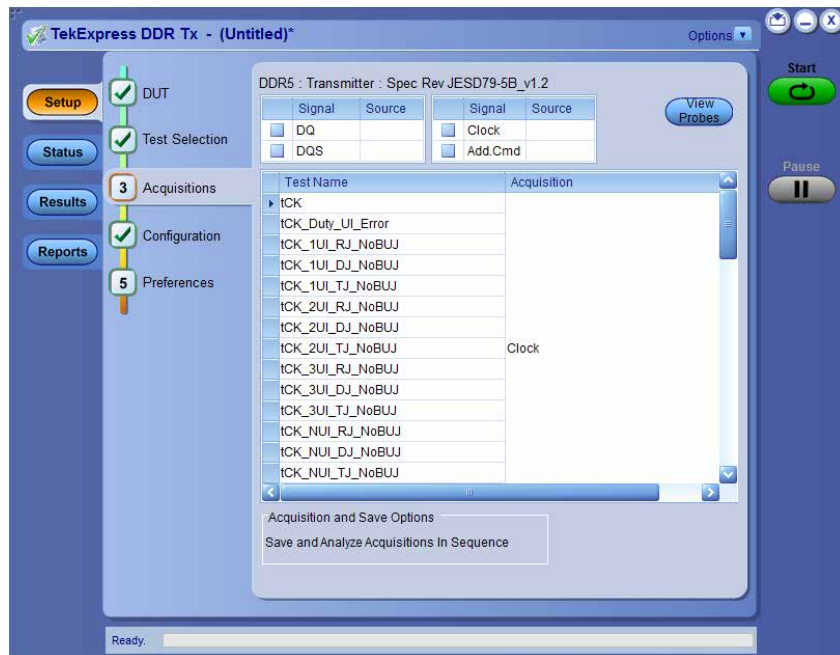 TekExpress DDR Tx - (Untitled)*
Options
Start
Pause
Setup
Status
Results
Reports
DUT
Test Selection
3 Acquisitions
Configuration
5 Preferences
DDR5 : Transmitter : Spec Rev JESD79-5B_v1.2
Signal Source Signal Source
DQ Clock
DQS Add.Cmd
View Probes
Test Name Acquisition
tCK
tCK_Duty_UI_Error
tCK_1UI_RJ_NoBUJ
tCK_1UI_DJ_NoBUJ
tCK_1UI_TJ_NoBUJ
tCK_2UI_RJ_NoBUJ
tCK_2UI_DJ_NoBUJ
tCK_2UI_TJ_NoBUJ Clock
tCK_3UI_RJ_NoBUJ
tCK_3UI_DJ_NoBUJ
tCK_3UI_TJ_NoBUJ
tCK_NUI_RJ_NoBUJ
tCK_NUI_DJ_NoBUJ
tCK_NUI_TJ_NoBUJ
Acquisition and Save Options
Save and Analyze Acquisitions In Sequence
Ready.